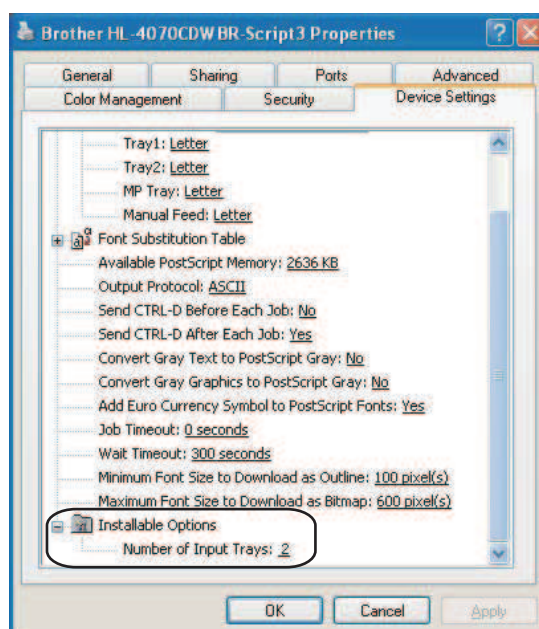 Brother HL-4070CDW BR-Script3 Properties
General Sharing Ports Advanced
Color Management Security Device Settings
Tray1: Letter
Tray2: Letter
MP Tray: Letter
Manual Feed: Letter
Font Substitution Table
Available PostScript Memory: 2636 KB
Output Protocol: ASCII
Send CTRL-D Before Each Job: No
Send CTRL-D After Each Job: Yes
Convert Gray Text to PostScript Gray: No
Convert Gray Graphics to PostScript Gray: No
Add Euro Currency Symbol to PostScript Fonts: Yes
Job Timeout: 0 seconds
Wait Timeout: 300 seconds
Minimum Font Size to Download as Outline: 100 pixel(s)
Maximum Font Size to Download as Bitmap: 600 pixel(s)
Installable Options
Number of Input Trays: 2
OK Cancel Apply